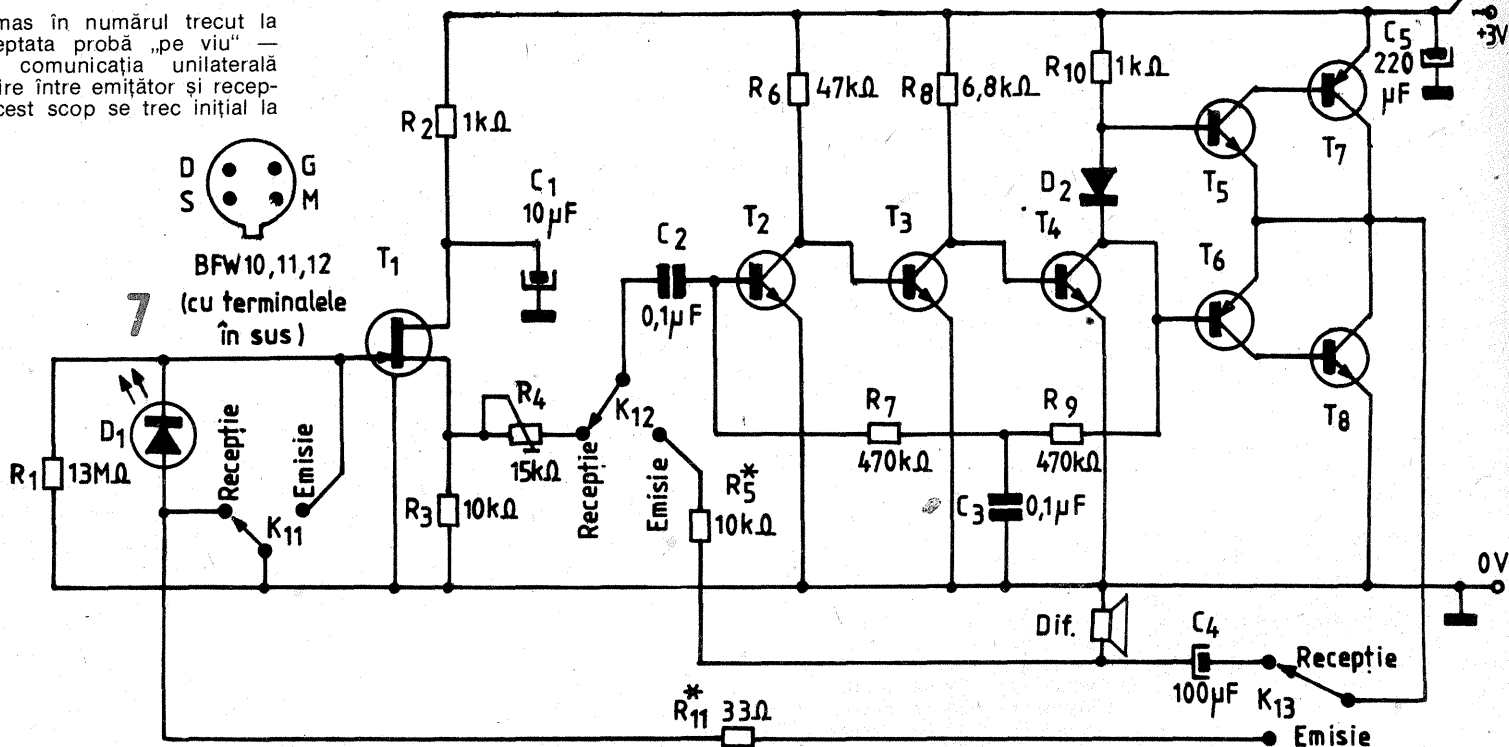 mas în numărul trecut la
eptata probă „pe viu“ —
comunicația unilaterală
ire între emițător și recep-
cest scop se trec inițial la
D
G
S
M
BFW10,11,12
(cu terminalele
în sus)
7
R1 13MΩ
D1
Recepție
Emisie
K11
T1
R2 1kΩ
C1
10µF
R3 10kΩ
R4
15kΩ
Recepție
K12
Emisie
R5*
10kΩ
C2
0,1µF
T2
R6 47kΩ
T3
R8 6,8kΩ
R7
470kΩ
R9
470kΩ
C3 0,1µF
T4
R10 1kΩ
D2
T5
T6
T7
T8
C5
220
µF
+3V
0V
Dif.
C4
100µF
Recepție
K13
Emisie
R11* 33Ω